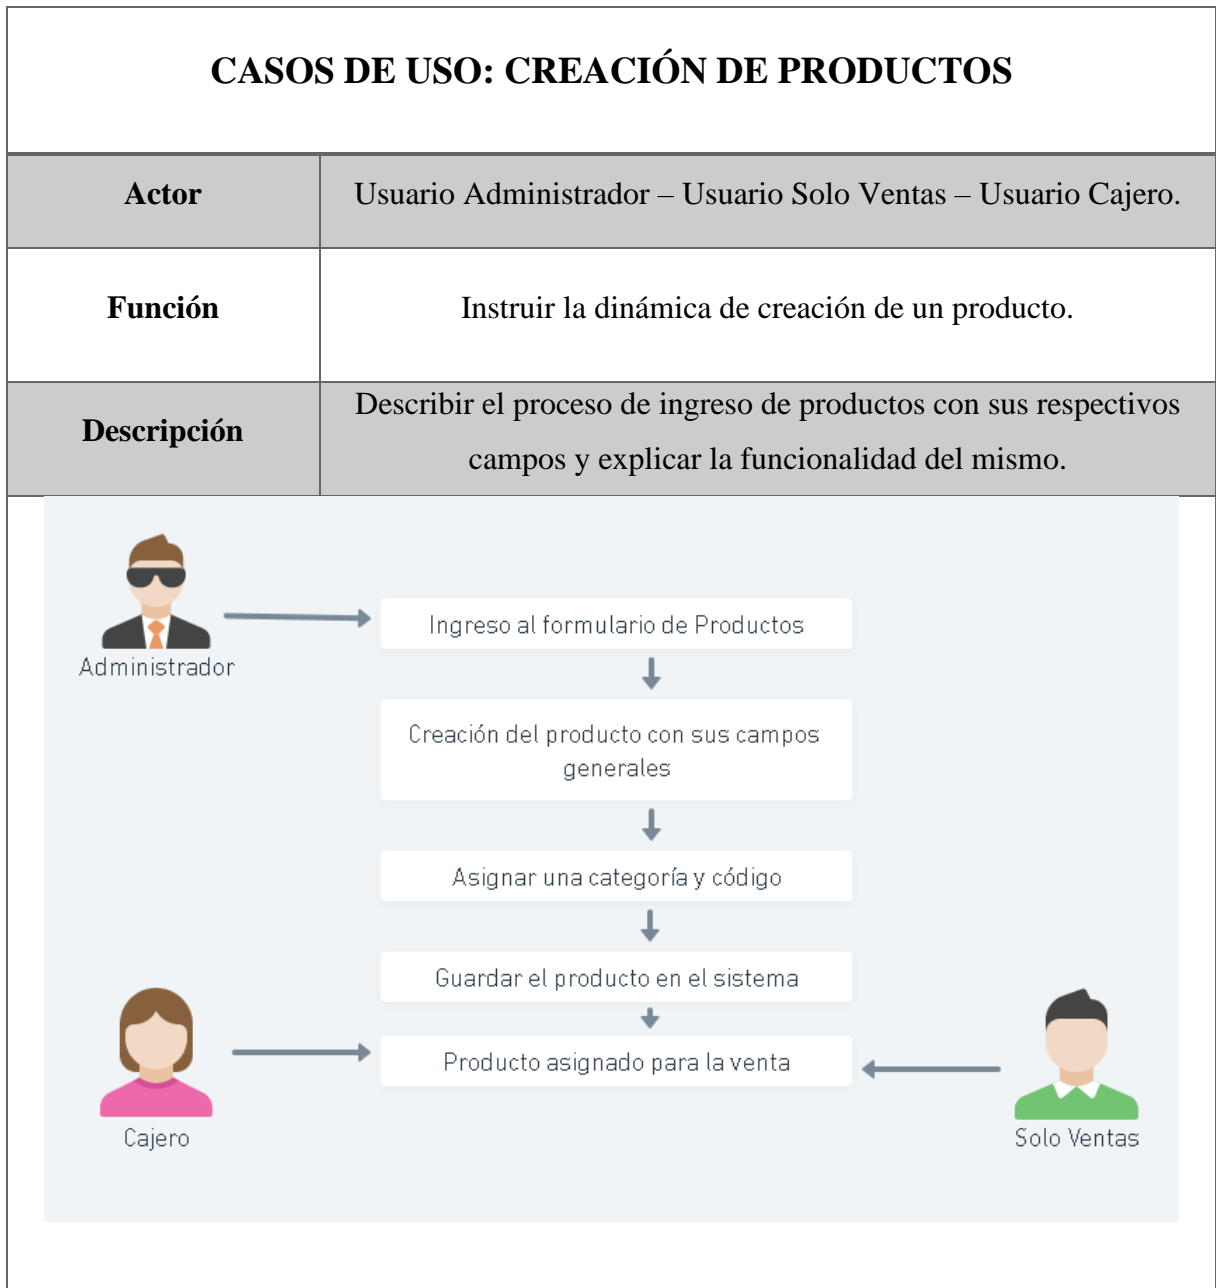 CASOS DE USO: CREACIÓN DE PRODUCTOS
Actor
Usuario Administrador – Usuario Solo Ventas – Usuario Cajero.
Función
Instruir la dinámica de creación de un producto.
Descripción
Describir el proceso de ingreso de productos con sus respectivos
campos y explicar la funcionalidad del mismo.
Administrador
Ingreso al formulario de Productos
Creación del producto con sus campos
generales
Asignar una categoría y código
Guardar el producto en el sistema
Producto asignado para la venta
Cajero
Solo Ventas